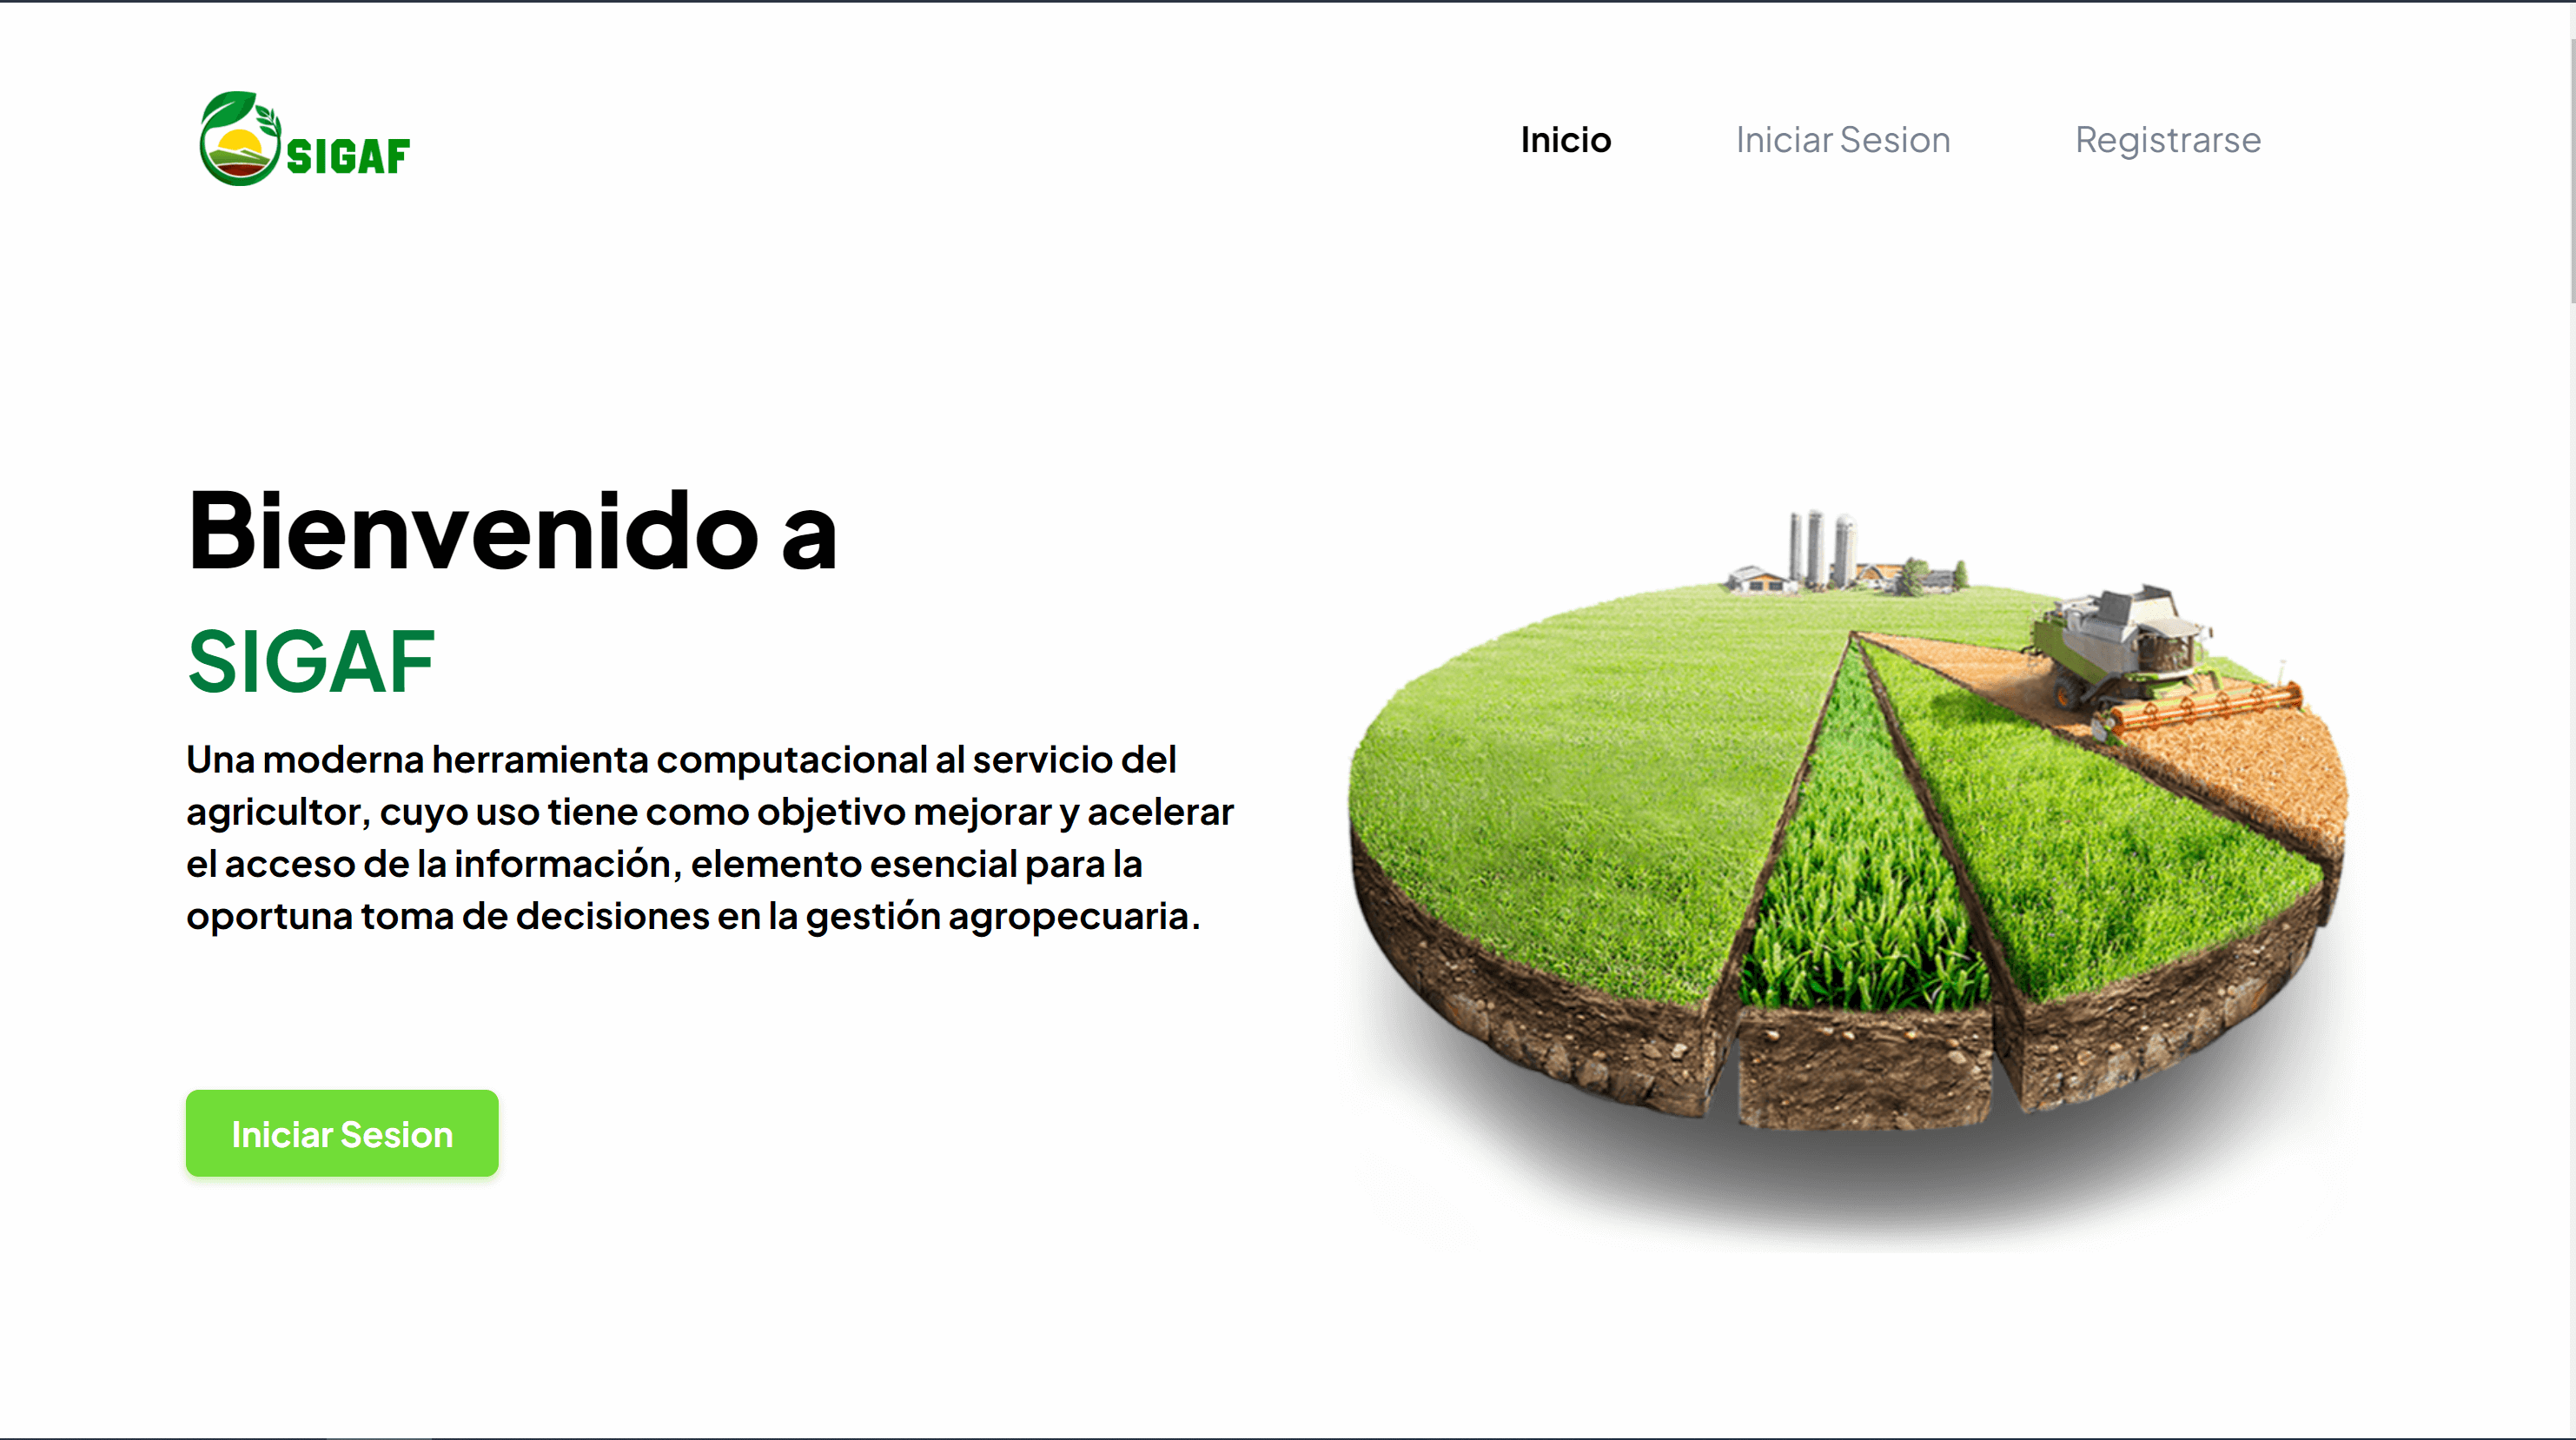 SIGAF
Inicio
Iniciar Sesion
Registrarse
Bienvenido a
SIGAF
Una moderna herramienta computacional al servicio del
agricultor, cuyo uso tiene como objetivo mejorar y acelerar
el acceso de la información, elemento esencial para la
oportuna toma de decisiones en la gestión agropecuaria.
Iniciar Sesion